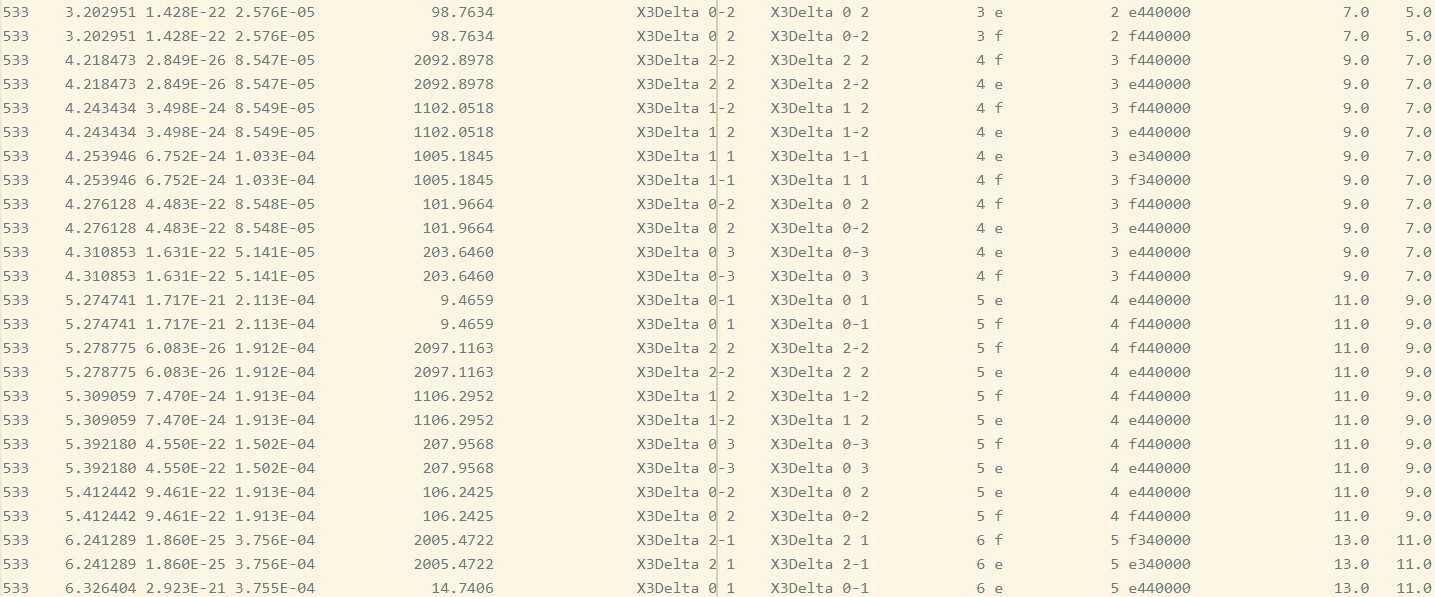 533    3.202951 1.428E-22 2.576E-05             98.7634                X3Delta 0-2    X3Delta 0 2            3 e            2 e440000                 7.0    5.0
533    3.202951 1.428E-22 2.576E-05             98.7634                X3Delta 0 2    X3Delta 0-2            3 f            2 f440000                 7.0    5.0
533    4.218473 2.849E-26 8.547E-05           2092.8978                X3Delta 2-2    X3Delta 2 2            4 f            3 f440000                 9.0    7.0
533    4.218473 2.849E-26 8.547E-05           2092.8978                X3Delta 2 2    X3Delta 2-2            4 e            3 e440000                 9.0    7.0
533    4.243434 3.498E-24 8.549E-05           1102.0518                X3Delta 1-2    X3Delta 1 2            4 f            3 f440000                 9.0    7.0
533    4.243434 3.498E-24 8.549E-05           1102.0518                X3Delta 1 2    X3Delta 1-2            4 e            3 e440000                 9.0    7.0
533    4.253946 6.752E-24 1.033E-04           1005.1845                X3Delta 1 1    X3Delta 1-1            4 e            3 e340000                 9.0    7.0
533    4.253946 6.752E-24 1.033E-04           1005.1845                X3Delta 1-1    X3Delta 1 1            4 f            3 f340000                 9.0    7.0
533    4.276128 4.483E-22 8.548E-05            101.9664                X3Delta 0-2    X3Delta 0 2            4 f            3 f440000                 9.0    7.0
533    4.276128 4.483E-22 8.548E-05            101.9664                X3Delta 0 2    X3Delta 0-2            4 e            3 e440000                 9.0    7.0
533    4.310853 1.631E-22 5.141E-05            203.6460                X3Delta 0 3    X3Delta 0-3            4 e            3 e440000                 9.0    7.0
533    4.310853 1.631E-22 5.141E-05            203.6460                X3Delta 0-3    X3Delta 0 3            4 f            3 f440000                 9.0    7.0
533    5.274741 1.717E-21 2.113E-04              9.4659                X3Delta 0-1    X3Delta 0 1            5 e            4 e440000                11.0    9.0
533    5.274741 1.717E-21 2.113E-04              9.4659                X3Delta 0 1    X3Delta 0-1            5 f            4 f440000                11.0    9.0
533    5.278775 6.083E-26 1.912E-04           2097.1163                X3Delta 2 2    X3Delta 2-2            5 f            4 f440000                11.0    9.0
533    5.278775 6.083E-26 1.912E-04           2097.1163                X3Delta 2-2    X3Delta 2 2            5 e            4 e440000                11.0    9.0
533    5.309059 7.470E-24 1.913E-04           1106.2952                X3Delta 1 2    X3Delta 1-2            5 f            4 f440000                11.0    9.0
533    5.309059 7.470E-24 1.913E-04           1106.2952                X3Delta 1-2    X3Delta 1 2            5 e            4 e440000                11.0    9.0
533    5.392180 4.550E-22 1.502E-04            207.9568                X3Delta 0 3    X3Delta 0-3            5 f            4 f440000                11.0    9.0
533    5.392180 4.550E-22 1.502E-04            207.9568                X3Delta 0-3    X3Delta 0 3            5 e            4 e440000                11.0    9.0
533    5.412442 9.461E-22 1.913E-04            106.2425                X3Delta 0-2    X3Delta 0 2            5 e            4 e440000                11.0    9.0
533    5.412442 9.461E-22 1.913E-04            106.2425                X3Delta 0 2    X3Delta 0-2            5 f            4 f440000                11.0    9.0
533    6.241289 1.860E-25 3.756E-04           2005.4722                X3Delta 2-1    X3Delta 2 1            6 f            5 f340000                13.0   11.0
533    6.241289 1.860E-25 3.756E-04           2005.4722                X3Delta 2 1    X3Delta 2-1            6 e            5 e340000                13.0   11.0
533    6.326404 2.923E-21 3.755E-04             14.7406                X3Delta 0 1    X3Delta 0-1            6 e            5 e440000                13.0   11.0